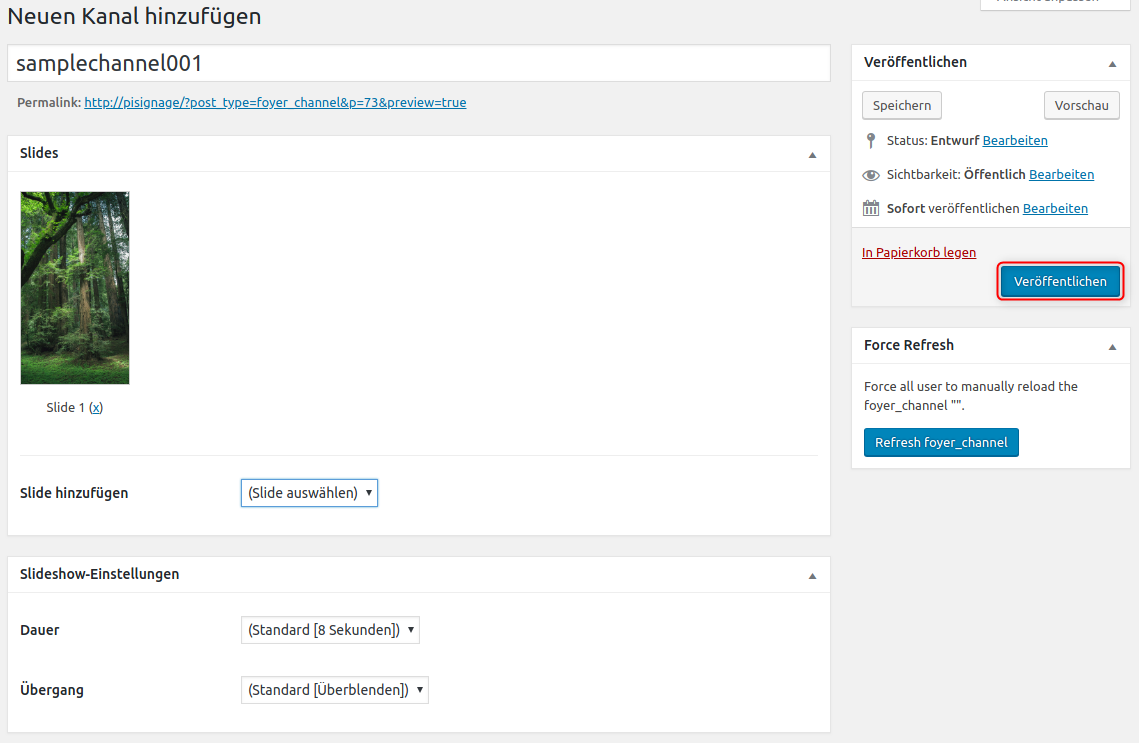 Neuen Kanal hinzufügen
samplechannel001
Permalink: http://pisignage/?post_type=foyer_channel&p=73&preview=true
Slides
Slide 1 (x)
Slide hinzufügen
(Slide auswählen)
Slideshow-Einstellungen
Dauer
(Standard [8 Sekunden])
Übergang
(Standard [Überblenden])
Veröffentlichen
Speichern
Vorschau
Status: Entwurf Bearbeiten
Sichtbarkeit: Öffentlich Bearbeiten
Sofort veröffentlichen Bearbeiten
In Papierkorb legen
Veröffentlichen
Force Refresh
Force all user to manually reload the
foyer_channel "".
Refresh foyer_channel